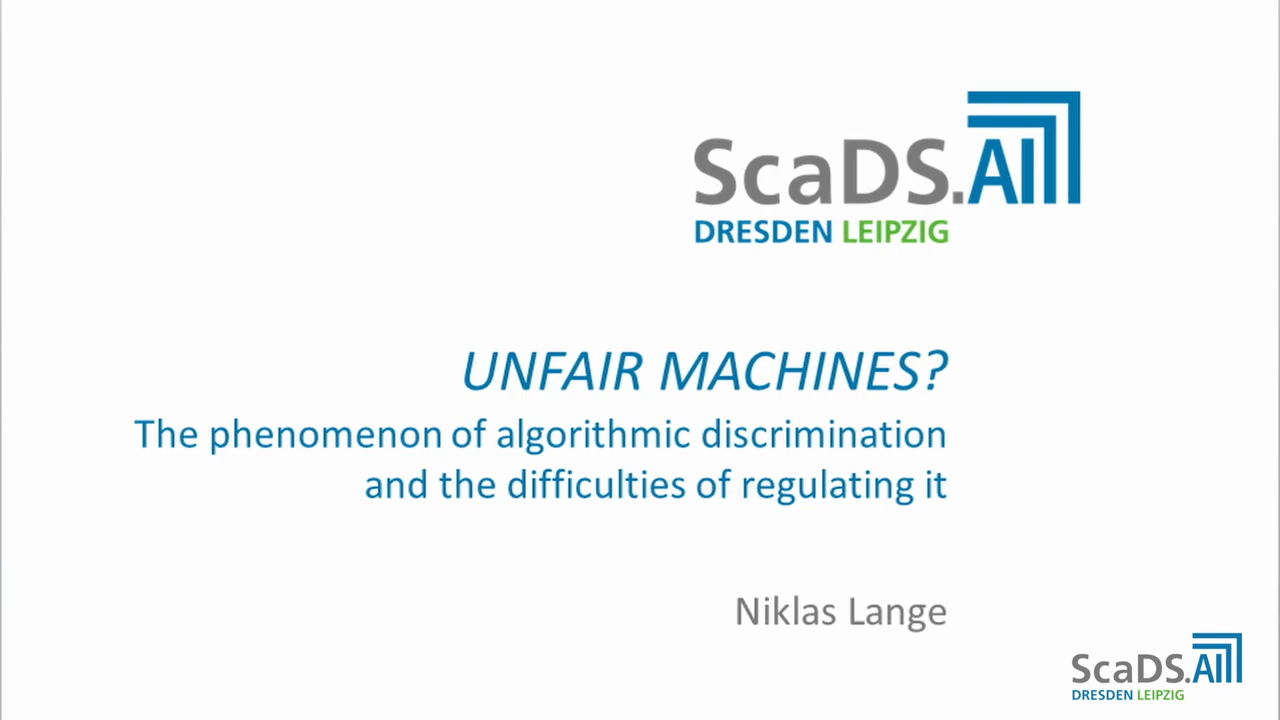 ScaDS.AI
DRESDEN LEIPZIG
UNFAIR MACHINES?
The phenomenon of algorithmic discrimination
and the difficulties of regulating it
Niklas Lange
ScaDS.AI
DRESDEN LEIPZIG